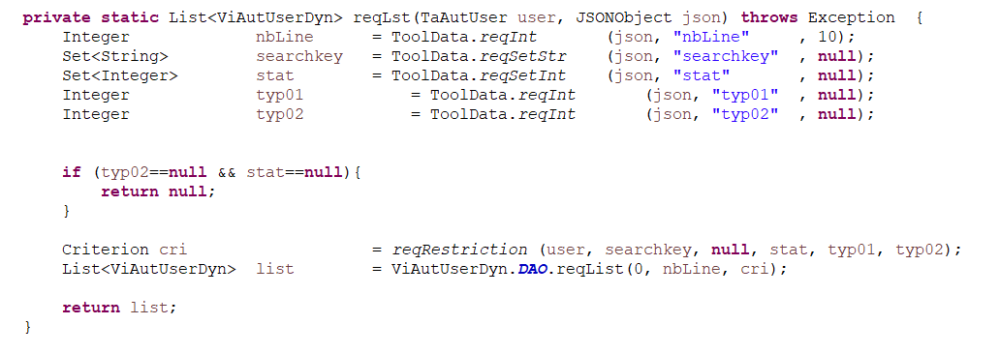 private static List<ViAutUserDyn> reqLst(TaAutUser user, JSONObject json) throws Exception {
    Integer             nbLine      = ToolData.reqInt       (json, "nbLine"     , 10);
    Set<String>         searchkey   = ToolData.reqSetStr    (json, "searchkey"  , null);
    Set<Integer>        stat        = ToolData.reqSetInt    (json, "stat"       , null);
    Integer             typ01           = ToolData.reqInt       (json, "typ01"  , null);
    Integer             typ02           = ToolData.reqInt       (json, "typ02"  , null);
    if (typ02==null && stat==null){
        return null;
    }
    Criterion cri                   = reqRestriction (user, searchkey, null, stat, typ01, typ02);
    List<ViAutUserDyn>  list        = ViAutUserDyn.DAO.reqList(0, nbLine, cri);
    return list;
}